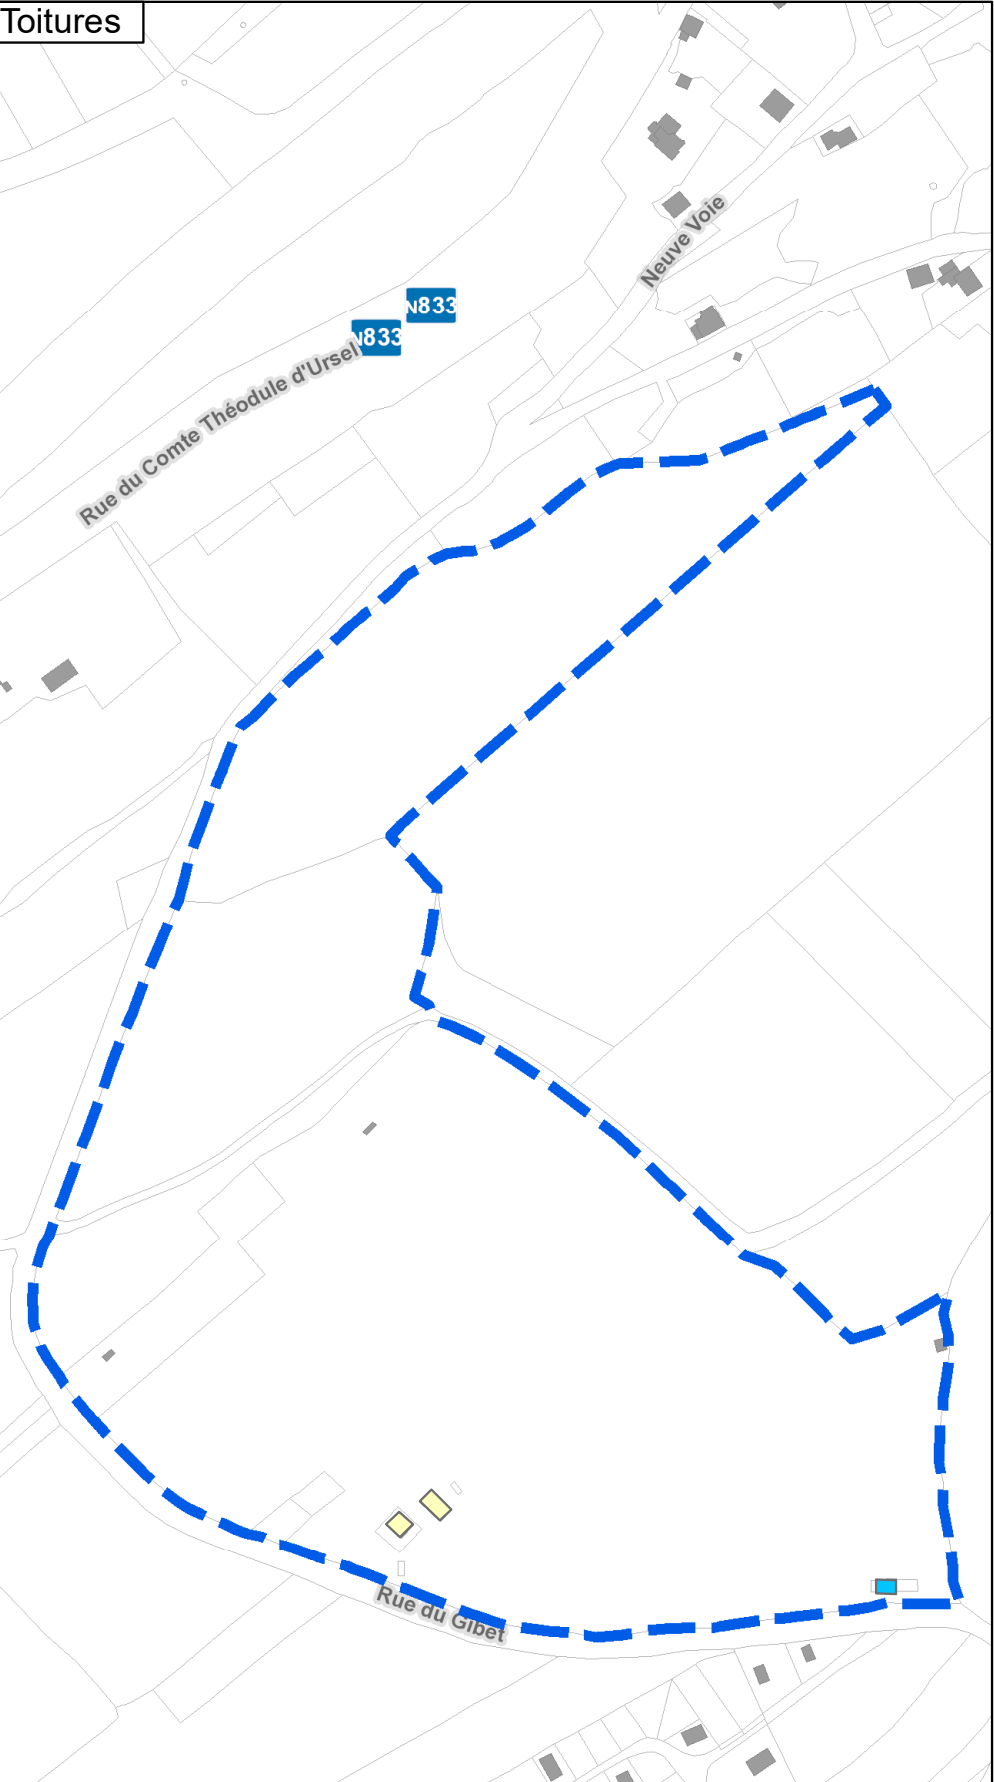 Toitures
Neuve Voie
N833
N833
Rue du Comte Théodule d'Ursel
Rue du Gibet